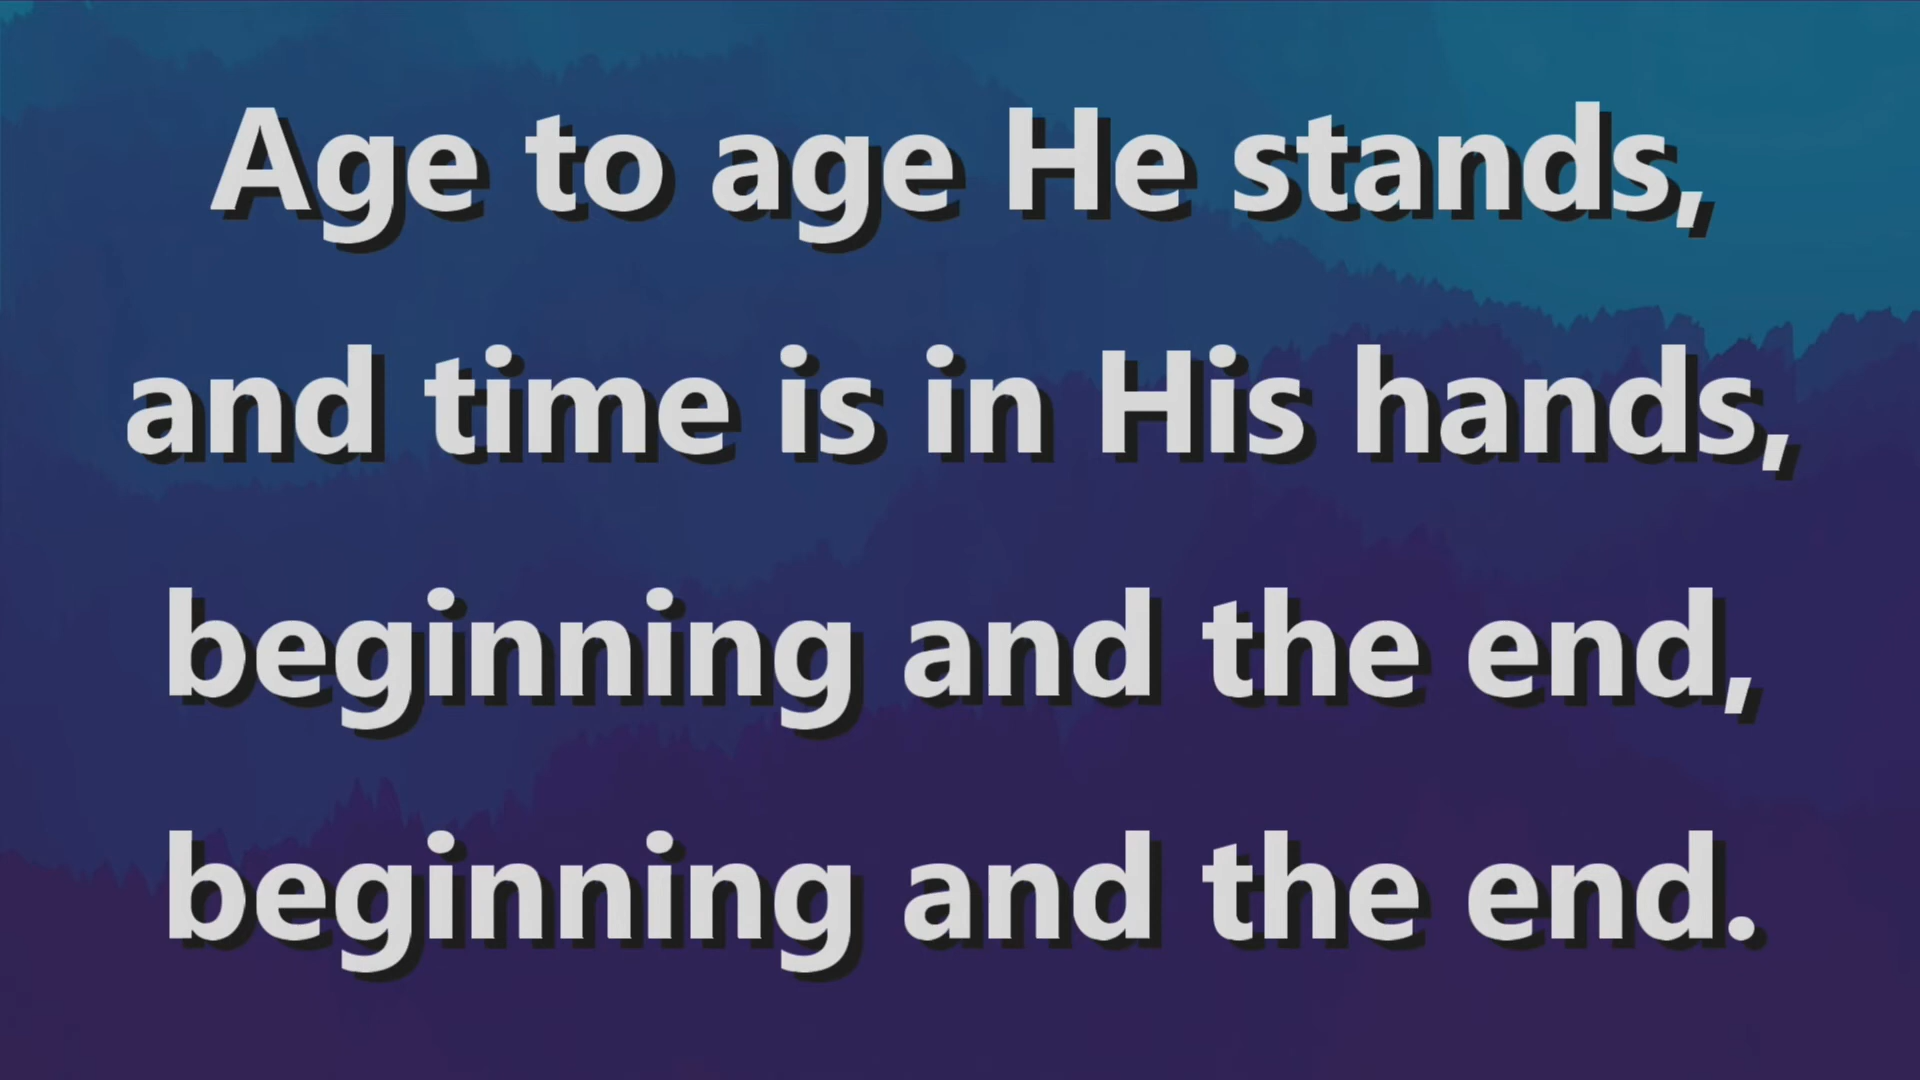 Age to age He stands,
and time is in His hands,
beginning and the end,
beginning and the end.